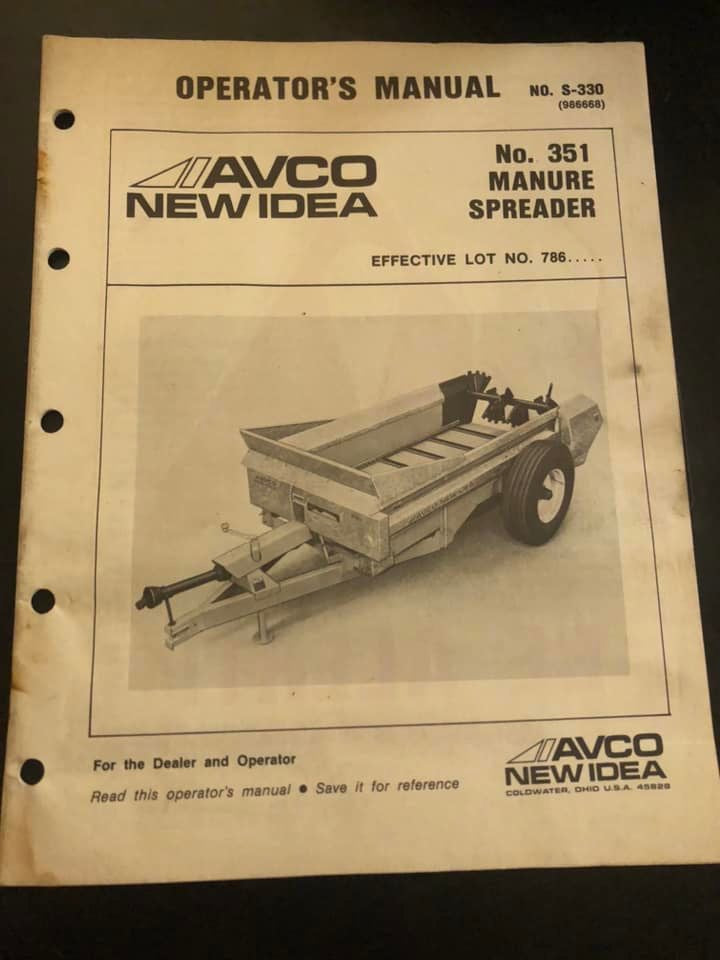 OPERATOR'S MANUAL NO. S-330
(986668)
AVCO
NEW IDEA
No. 351
MANURE
SPREADER
EFFECTIVE LOT NO. 786.....
AVCO
For the Dealer and Operator
Read this operator's manual ● Save it for reference
AVCO
NEW IDEA
COLDWATER, OHIO U.S.A. 45828